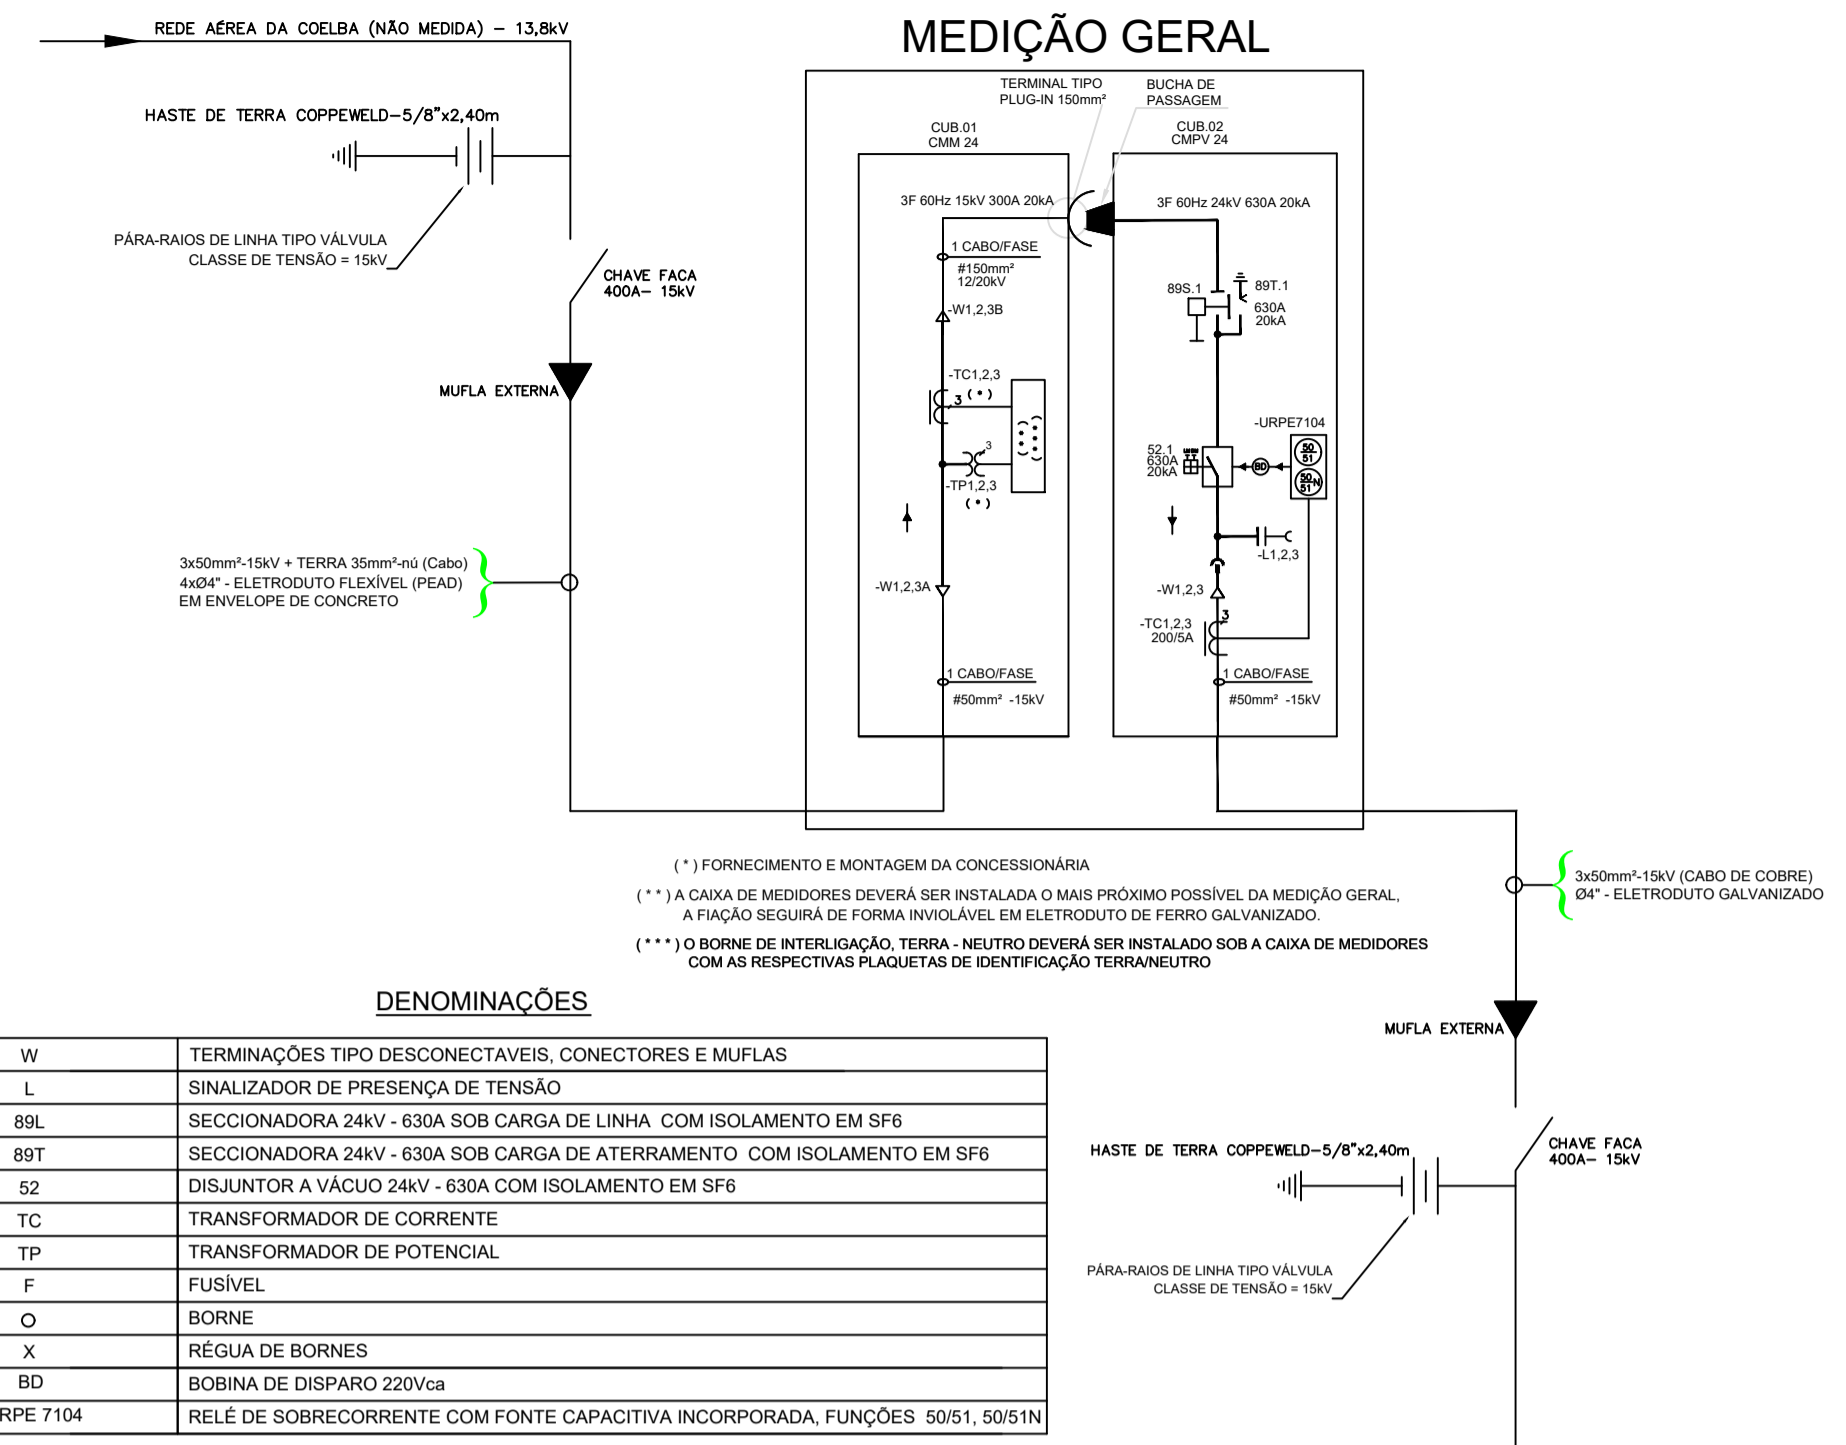 REDE AÉREA DA COELBA (NÃO MEDIDA) – 13,8kV
HASTE DE TERRA COPPEWELD–5/8"x2,40m
PÁRA-RAIOS DE LINHA TIPO VÁLVULA
CLASSE DE TENSÃO = 15kV
CHAVE FACA
400A– 15kV
MUFLA EXTERNA
3x50mm²-15kV + TERRA 35mm²-nú (Cabo)
4xØ4" - ELETRODUTO FLEXÍVEL (PEAD)
EM ENVELOPE DE CONCRETO
MEDIÇÃO GERAL
TERMINAL TIPO
PLUG-IN 150mm²
BUCHA DE
PASSAGEM
CUB.01
CMM 24
3F 60Hz 15kV 300A 20kA
1 CABO/FASE
#150mm²
12/20kV
-W1,2,3B
-TC1,2,3
3 ( * )
( * * )
( * * * )
3
-TP1,2,3
( * )
-W1,2,3A
1 CABO/FASE
#50mm² -15kV
CUB.02
CMPV 24
3F 60Hz 24kV 630A 20kA
89S.1
89T.1
630A
20kA
-URPE7104
50
51
50
51 N
BD
52.1
630A
20kA
-L1,2,3
-W1,2,3
3
-TC1,2,3
200/5A
1 CABO/FASE
#50mm² -15kV
( * ) FORNECIMENTO E MONTAGEM DA CONCESSIONÁRIA
( * * ) A CAIXA DE MEDIDORES DEVERÁ SER INSTALADA O MAIS PRÓXIMO POSSÍVEL DA MEDIÇÃO GERAL,
A FIAÇÃO SEGUIRÁ DE FORMA INVIOLÁVEL EM ELETRODUTO DE FERRO GALVANIZADO.
( * * * ) O BORNE DE INTERLIGAÇÃO, TERRA - NEUTRO DEVERÁ SER INSTALADO SOB A CAIXA DE MEDIDORES
COM AS RESPECTIVAS PLAQUETAS DE IDENTIFICAÇÃO TERRA/NEUTRO
3x50mm²-15kV (CABO DE COBRE)
Ø4" - ELETRODUTO GALVANIZADO
MUFLA EXTERNA
CHAVE FACA
400A– 15kV
HASTE DE TERRA COPPEWELD–5/8"x2,40m
PÁRA-RAIOS DE LINHA TIPO VÁLVULA
CLASSE DE TENSÃO = 15kV
DENOMINAÇÕES
W TERMINAÇÕES TIPO DESCONECTAVEIS, CONECTORES E MUFLAS
L SINALIZADOR DE PRESENÇA DE TENSÃO
89L SECCIONADORA 24kV - 630A SOB CARGA DE LINHA COM ISOLAMENTO EM SF6
89T SECCIONADORA 24kV - 630A SOB CARGA DE ATERRAMENTO COM ISOLAMENTO EM SF6
52 DISJUNTOR A VÁCUO 24kV - 630A COM ISOLAMENTO EM SF6
TC TRANSFORMADOR DE CORRENTE
TP TRANSFORMADOR DE POTENCIAL
F FUSÍVEL
O BORNE
X RÉGUA DE BORNES
BD BOBINA DE DISPARO 220Vca
RPE 7104 RELÉ DE SOBRECORRENTE COM FONTE CAPACITIVA INCORPORADA, FUNÇÕES 50/51, 50/51N